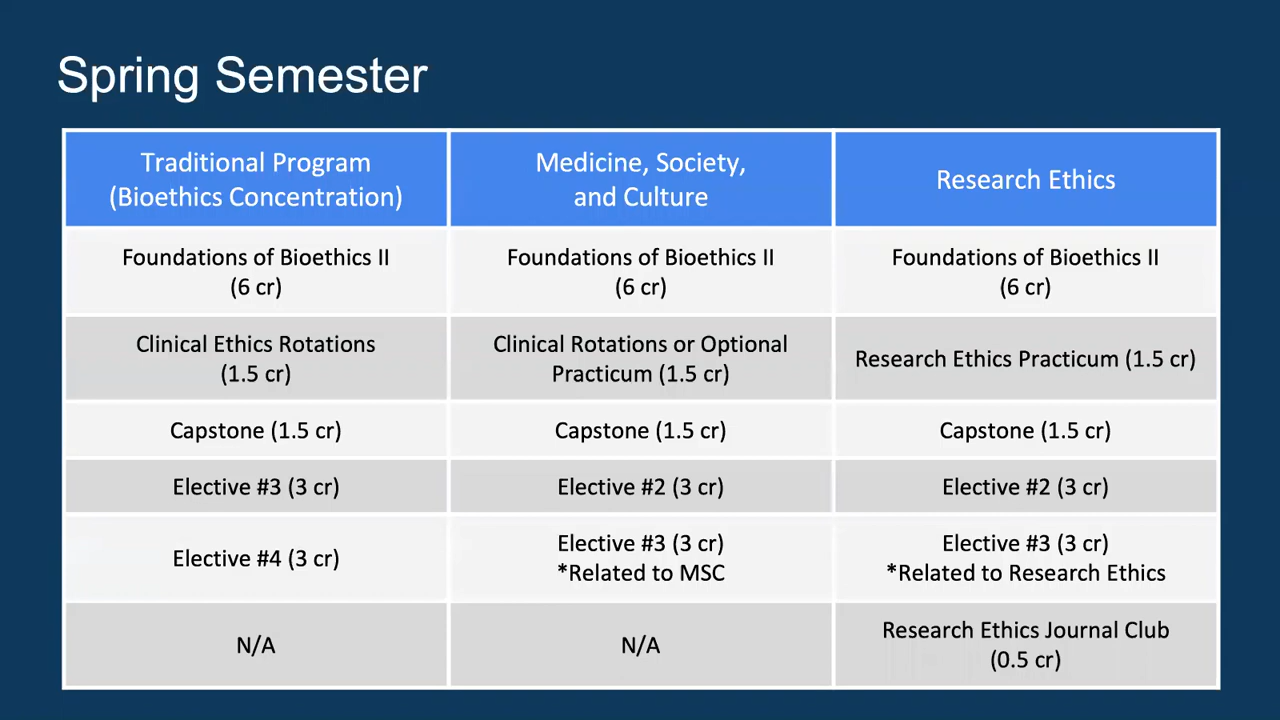 Spring Semester
Traditional Program
(Bioethics Concentration)
Medicine, Society,
and Culture
Research Ethics
Foundations of Bioethics II
(6 cr)
Foundations of Bioethics II
(6 cr)
Foundations of Bioethics II
(6 cr)
Clinical Ethics Rotations
(1.5 cr)
Clinical Rotations or Optional
Practicum (1.5 cr)
Research Ethics Practicum (1.5 cr)
Capstone (1.5 cr)
Capstone (1.5 cr)
Capstone (1.5 cr)
Elective #3 (3 cr)
Elective #2 (3 cr)
Elective #2 (3 cr)
Elective #4 (3 cr)
Elective #3 (3 cr)
*Related to MSC
Elective #3 (3 cr)
*Related to Research Ethics
N/A
N/A
Research Ethics Journal Club
(0.5 cr)